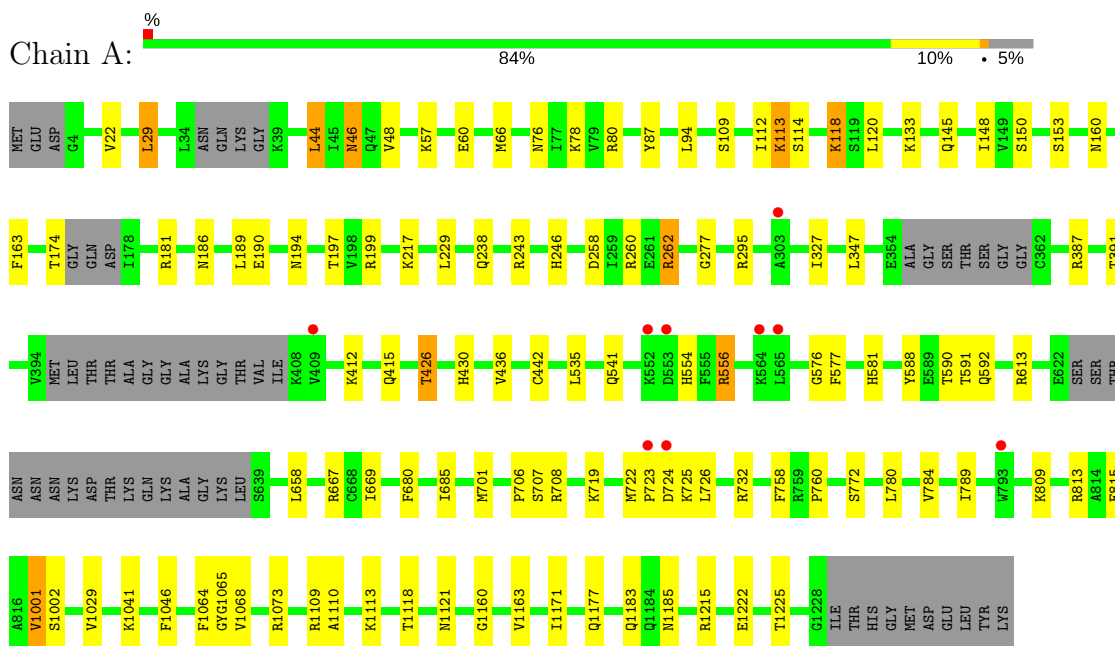 %
Chain A:
84% 10% • 5%
MET GLU ASP G4 V22 L29 L34 ASN GLN LYS GLY K39 L44 I45 N46 Q47 V48 K57 E60 M66 N76 I77 K78 V79 R80 Y87 L94 S109 I112 K113 S114 K118 S119 L120 K133 Q145 I148 V149 S150 S153 N160
F163 T174 GLY GLN ASP I178 R181 N186 L189 E190 N194 T197 V198 R199 K217 L229 Q238 R243 H246 D258 I259 R260 E261 R262 G277 R295 A303 I327 L347 E354 ALA GLY SER THR SER GLY GLY C362 R387 T391
V394 MET LEU THR THR ALA GLY GLY ALA LYS GLY THR VAL ILE K408 V409 K412 Q415 T426 H430 V436 C442 L535 Q541 K552 D553 H554 F555 R556 K564 L565 G576 F577 H581 Y588 E589 T590 T591 Q592 R613 E622 SER SER THR
ASN ASN ASN LYS ASP THR LYS GLN LYS ALA GLY LYS LEU S639 L658 R667 C668 I669 F680 I685 M701 P706 S707 R708 K719 M722 P723 D724 K725 L726 R732 F758 R759 P760 S772 L780 V784 I789 W793 K809 R813 A814 E815
A816 V1001 S1002 V1029 K1041 F1046 F1064 GYG1065 V1068 R1073 R1109 A1110 K1113 T1118 N1121 G1160 V1163 I1171 Q1177 Q1183 Q1184 N1185 R1215 E1222 T1225 G1228 ILE THR HIS GLY MET ASP GLU LEU TYR LYS